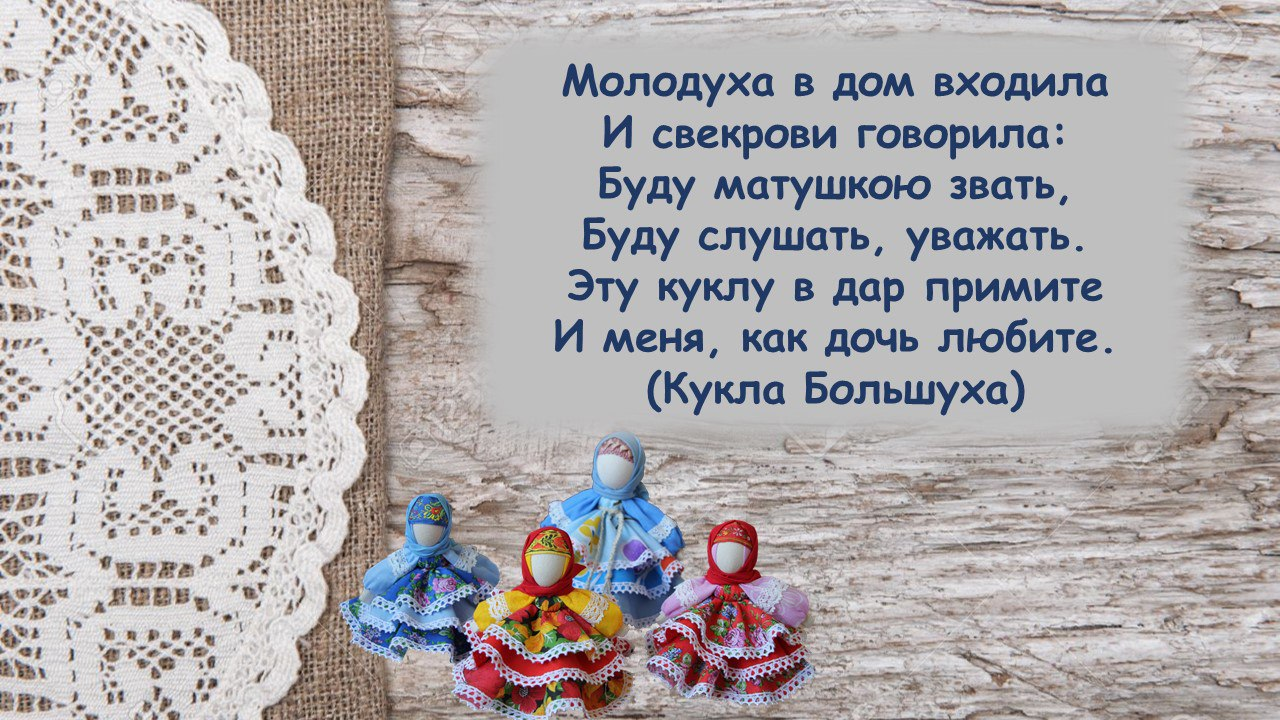 Молодуха в дом входила
И свекрови говорила:
Буду матушкою звать,
Буду слушать, уважать.
Эту куклу в дар примите
И меня, как дочь любите.
(Кукла Большуха)